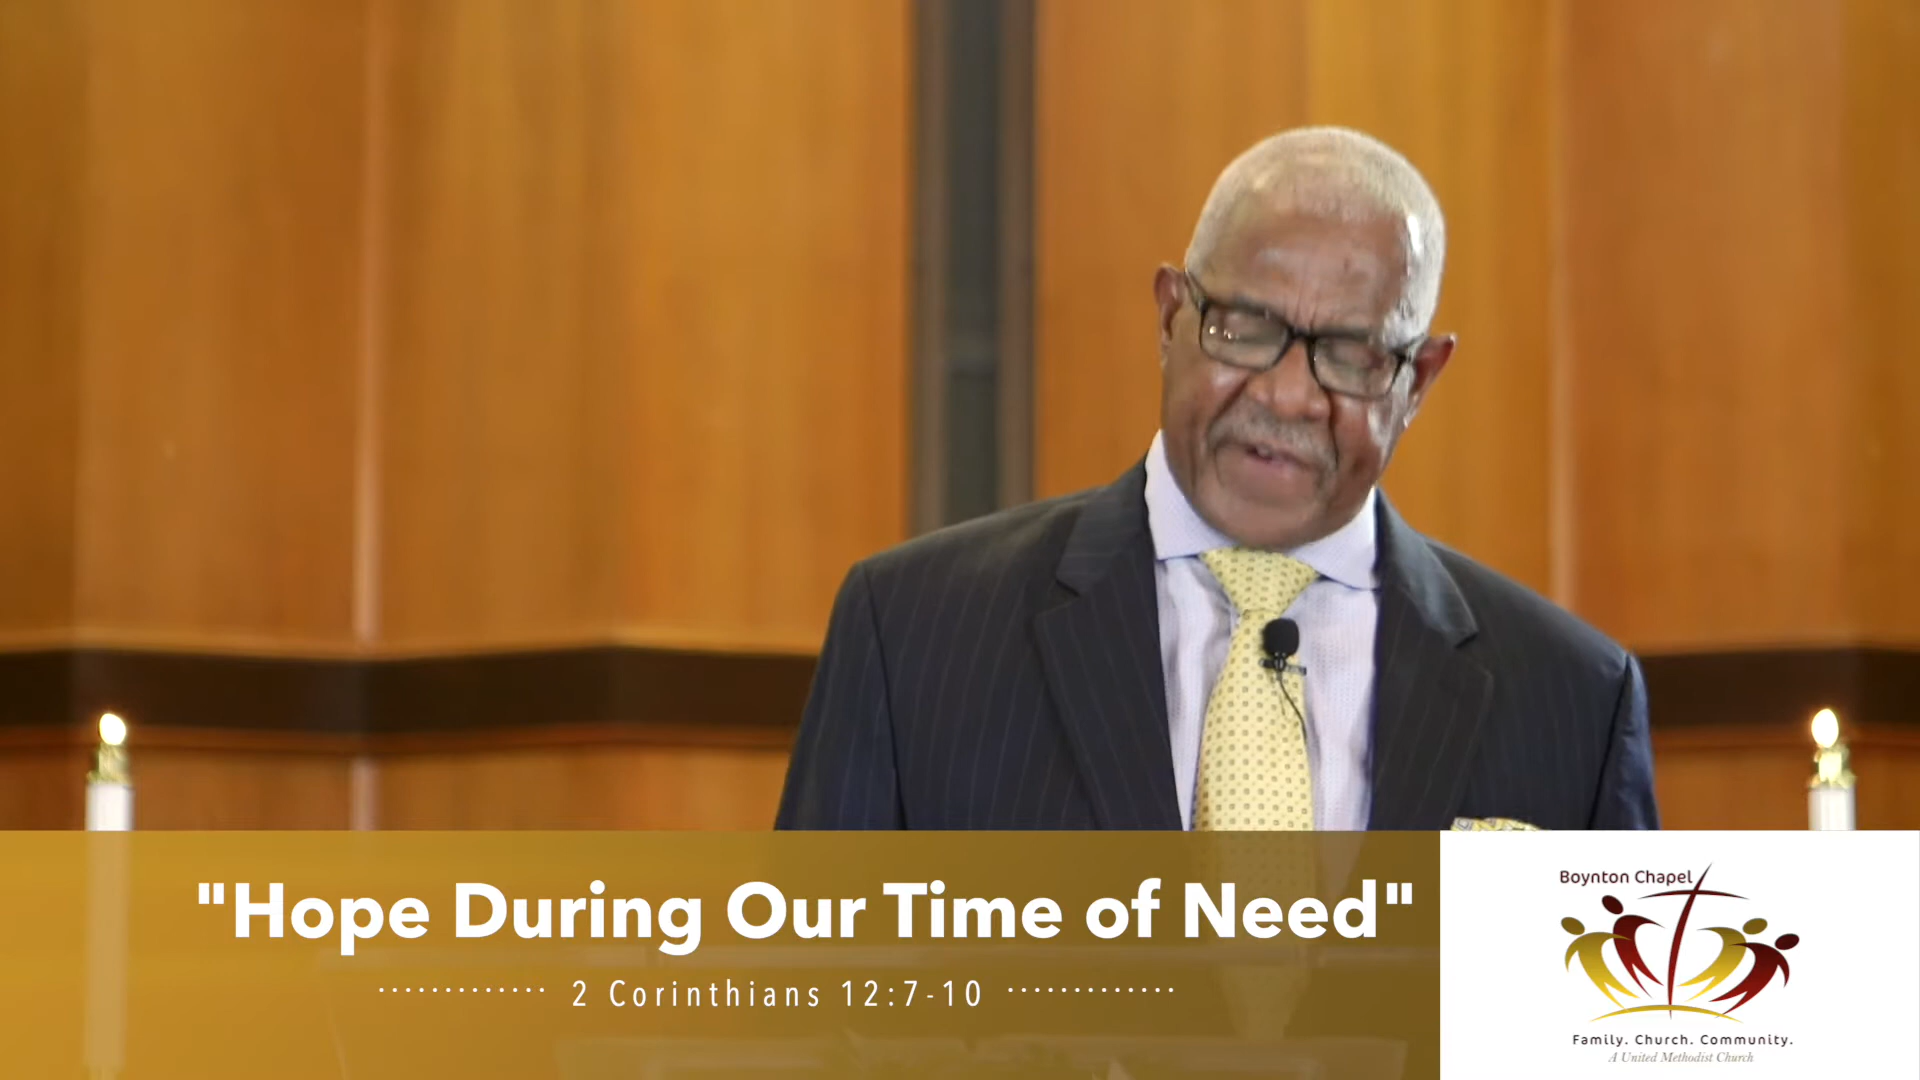 "Hope During Our Time of Need"
2 Corinthians 12:7-10
Boynton Chapel
Family. Church. Community.
A United Methodist Church